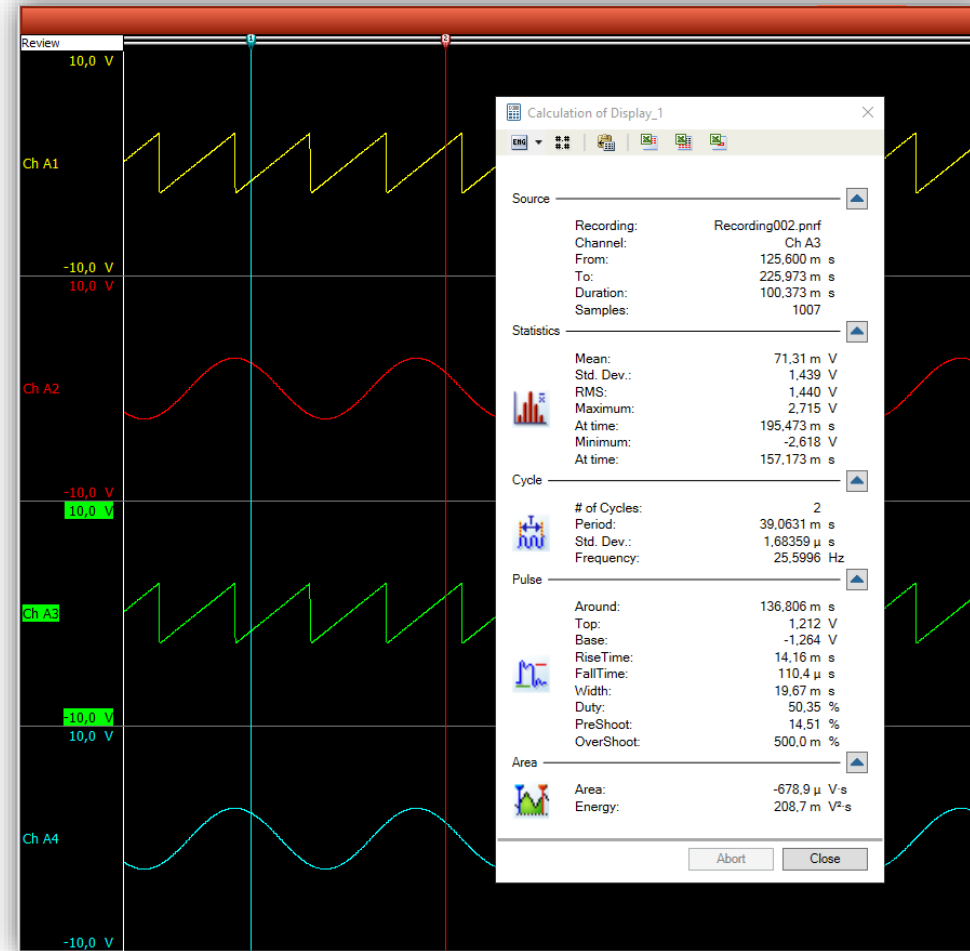 Review
1
2
10,0 V
Ch A1
-10,0 V
10,0 V
Ch A2
-10,0 V
10,0 V
Ch A3
-10,0 V
10,0 V
Ch A4
-10,0 V
Calculation of Display_1
ENG
Source
Recording: Recording002.pnrf
Channel: Ch A3
From: 125,600 m s
To: 225,973 m s
Duration: 100,373 m s
Samples: 1007
Statistics
Mean: 71,31 m V
Std. Dev.: 1,439 V
RMS: 1,440 V
Maximum: 2,715 V
At time: 195,473 m s
Minimum: -2,618 V
At time: 157,173 m s
Cycle
# of Cycles: 2
Period: 39,0631 m s
Std. Dev.: 1,68359 µ s
Frequency: 25,5996 Hz
Pulse
Around: 136,806 m s
Top: 1,212 V
Base: -1,264 V
RiseTime: 14,16 m s
FallTime: 110,4 µ s
Width: 19,67 m s
Duty: 50,35 %
PreShoot: 14,51 %
OverShoot: 500,0 m %
Area
Area: -678,9 µ V·s
Energy: 208,7 m V²·s
Abort Close